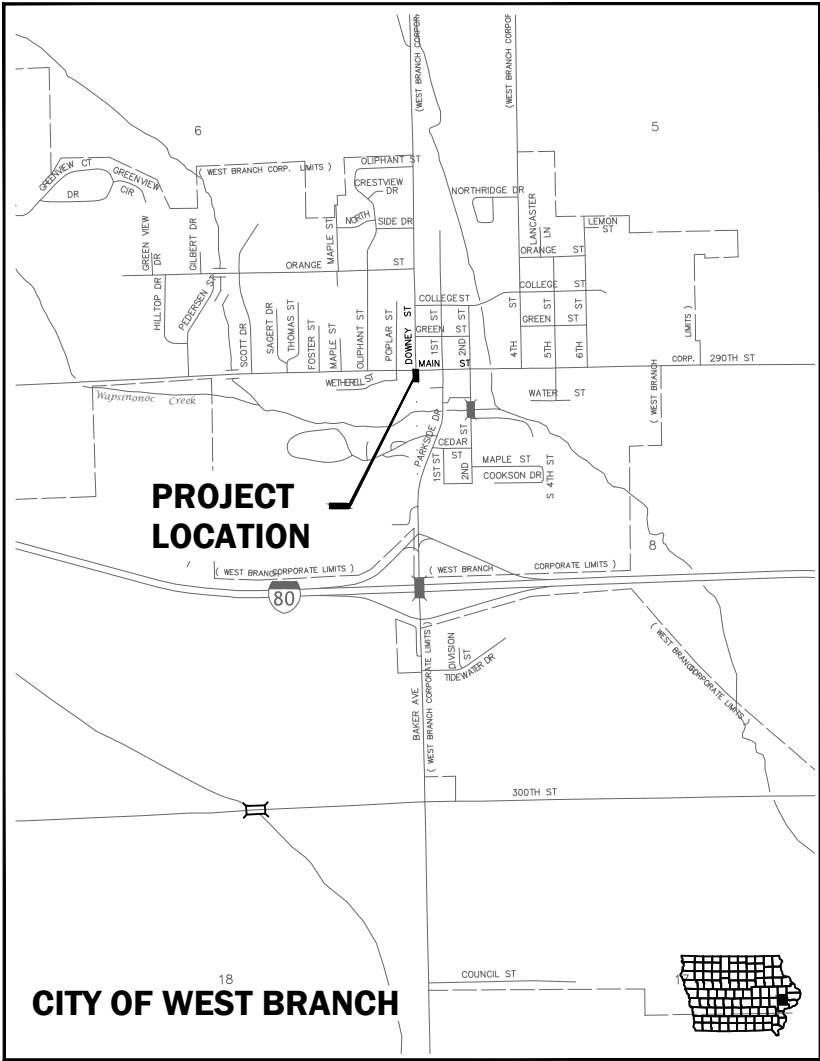 (WEST BRANCH CORPOR
(WEST BRANCH CORPOR
6
5
GREENVIEW CT
GREENVIEW
CIR
DR
( WEST BRANCH CORP. LIMITS )
OLIPHANT ST
CRESTVIEW
DR
NORTH
SIDE DR
NORTHRIDGE DR
LANCASTER
LN
LEMON
ST
GREEN VIEW
DR
GILBERT DR
MAPLE ST
ORANGE ST
ORANGE ST
HILLTOP DR
PEDERSEN ST
COLLEGE ST
COLLEGE ST
SCOTT DR
SAGERT DR
THOMAS ST
FOSTER ST
MAPLE ST
OLIPHANT ST
POPLAR ST
DOWNEY ST
1ST ST
2ND ST
GREEN ST
4TH ST
5TH ST
6TH ST
GREEN ST
LIMITS )
MAIN ST
CORP.
290TH ST
( WEST BRANCH
WETHERELL ST
WATER ST
Wapsinonoc Creek
PARKSIDE DR
1ST ST
2ND ST
CEDAR
ST
MAPLE ST
COOKSON DR
S 4TH ST
PROJECT
LOCATION
8
( WEST BRANCH CORPORATE LIMITS )
( WEST BRANCH CORPORATE LIMITS )
80
DIVISION
ST
TIDEWATER DR
( WEST BRANCH CORPORATE LIMITS )
BAKER AVE
( WEST BRANCH CORPORATE LIMITS )
300TH ST
18
COUNCIL ST
17
CITY OF WEST BRANCH